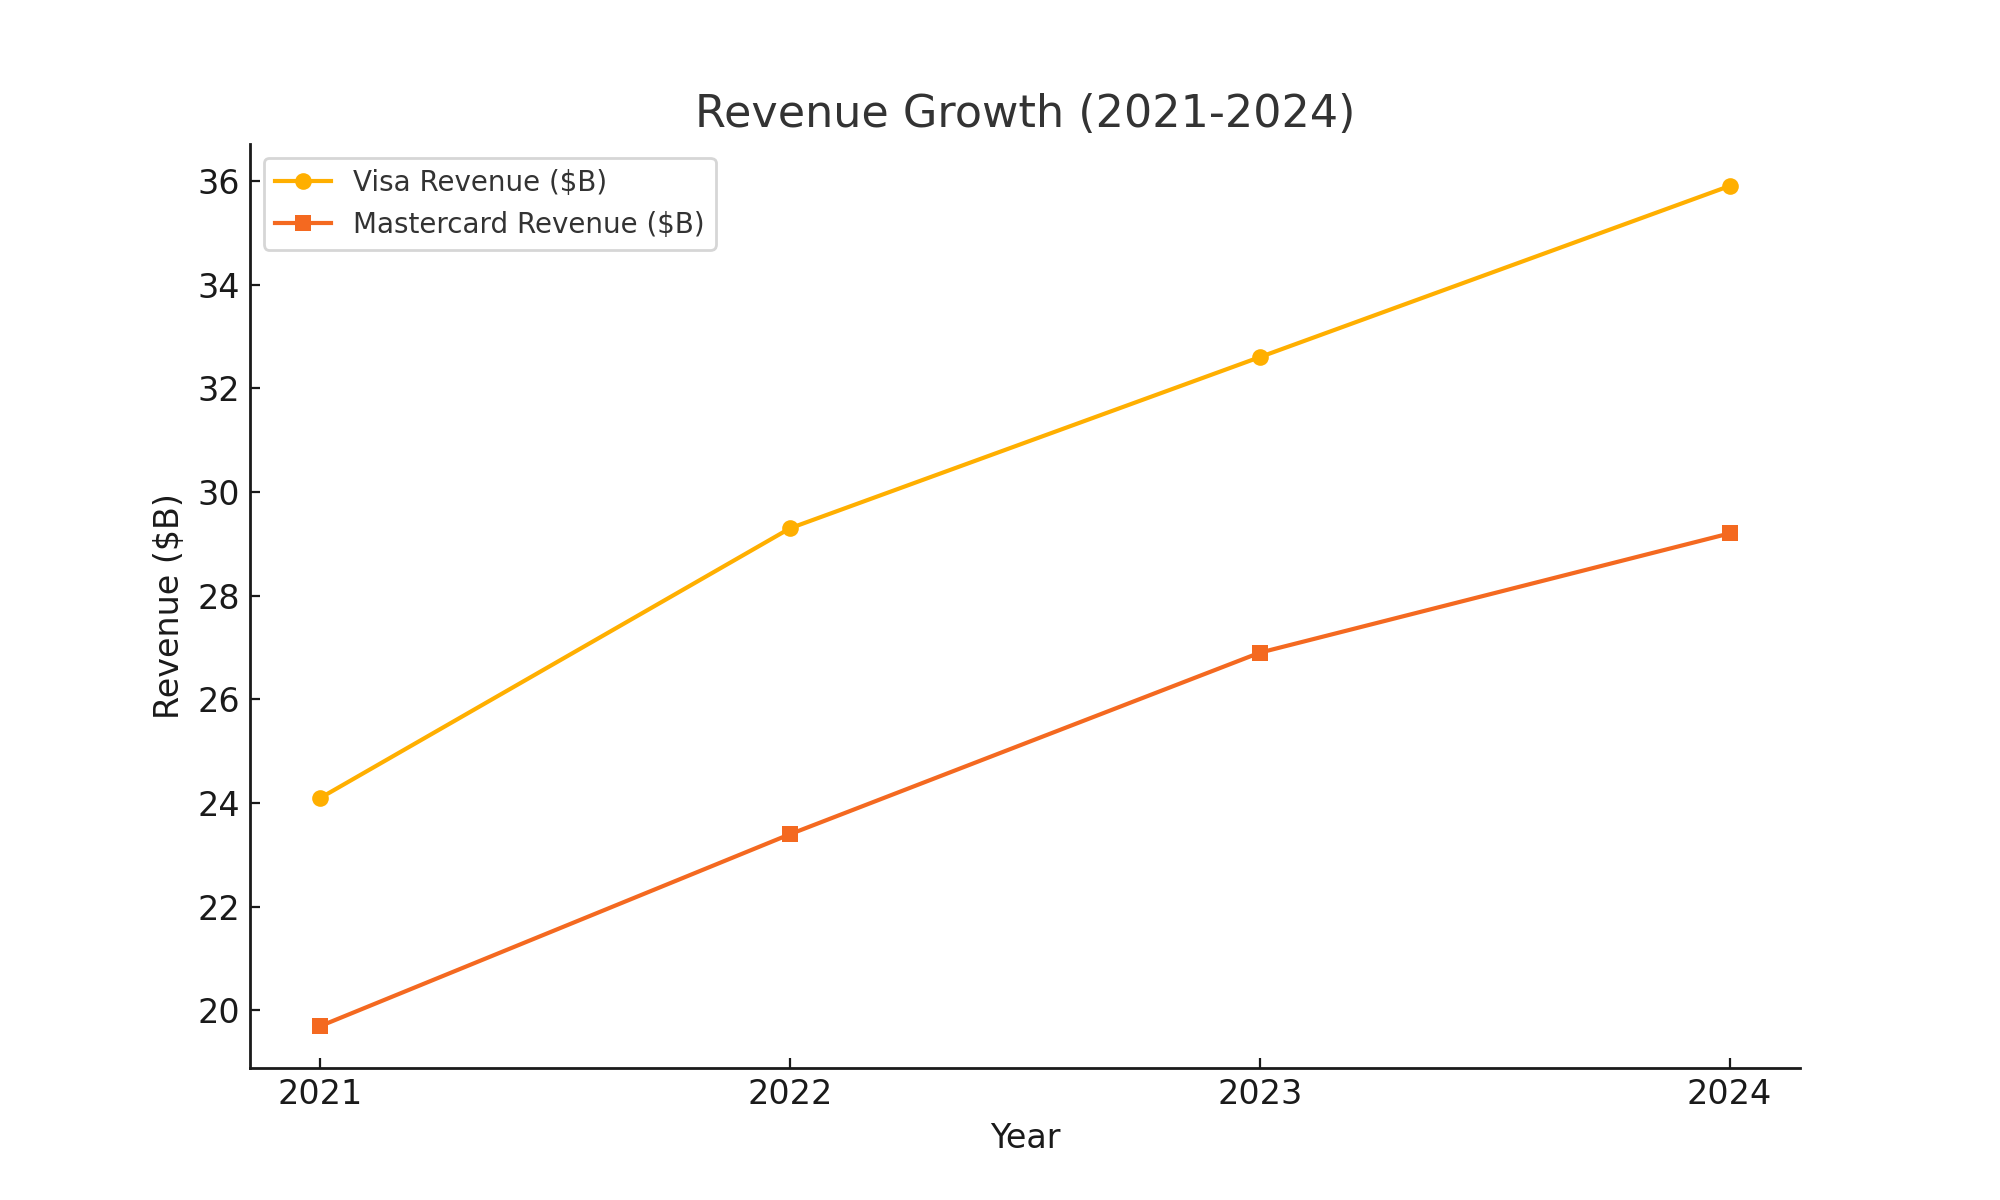 Revenue Growth (2021-2024)
Visa Revenue ($B)
Mastercard Revenue ($B)
Revenue ($B)
36
34
32
30
28
26
24
22
20
2021 2022 2023 2024
Year